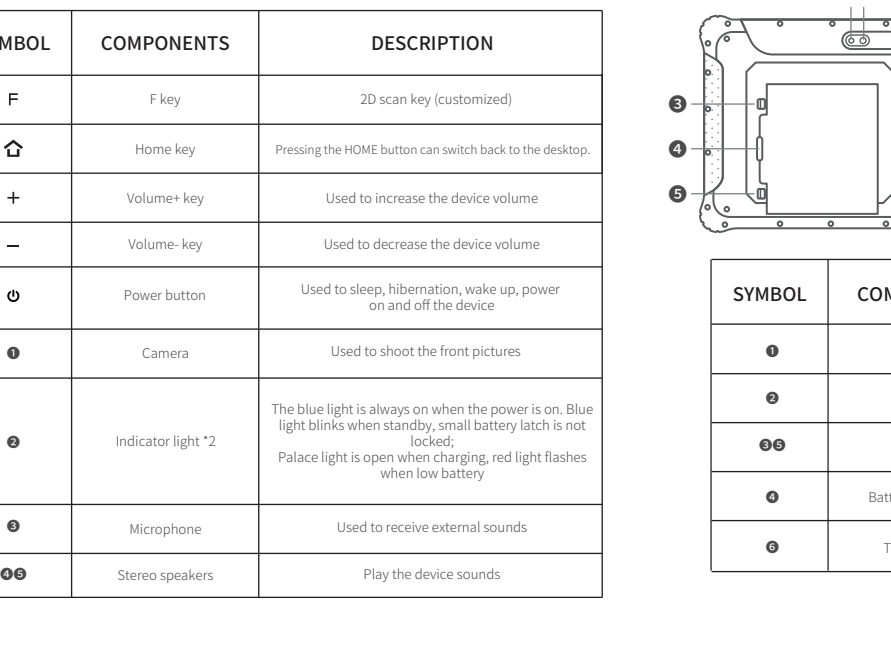 MBOL COMPONENTS DESCRIPTION
F F key 2D scan key (customized)
Home key Pressing the HOME button can switch back to the desktop.
+ Volume+ key Used to increase the device volume
− Volume- key Used to decrease the device volume
Power button Used to sleep, hibernation, wake up, power
on and off the device
❶ Camera Used to shoot the front pictures
❷ Indicator light *2 The blue light is always on when the power is on. Blue
light blinks when standby, small battery latch is not
locked;
Palace light is open when charging, red light flashes
when low battery
❸ Microphone Used to receive external sounds
❹❺ Stereo speakers Play the device sounds
❸
❹
❺
SYMBOL COM
❶
❷
❸❺
❹ Batt
❻ T